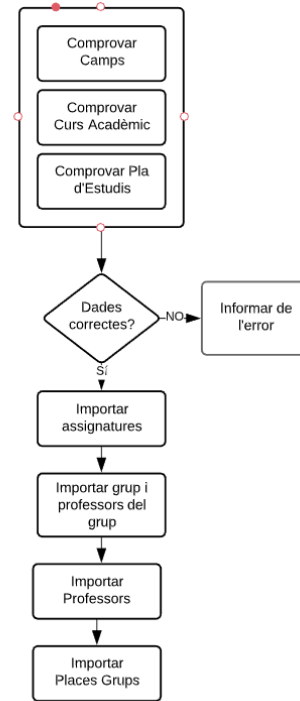 Comprovar
Camps
Comprovar
Curs Acadèmic
Comprovar Pla
d'Estudis
Dades
correctes?
NO
Informar de
l'error
Sí
Importar
assignatures
Importar grup i
professors del
grup
Importar
Professors
Importar
Places Grups